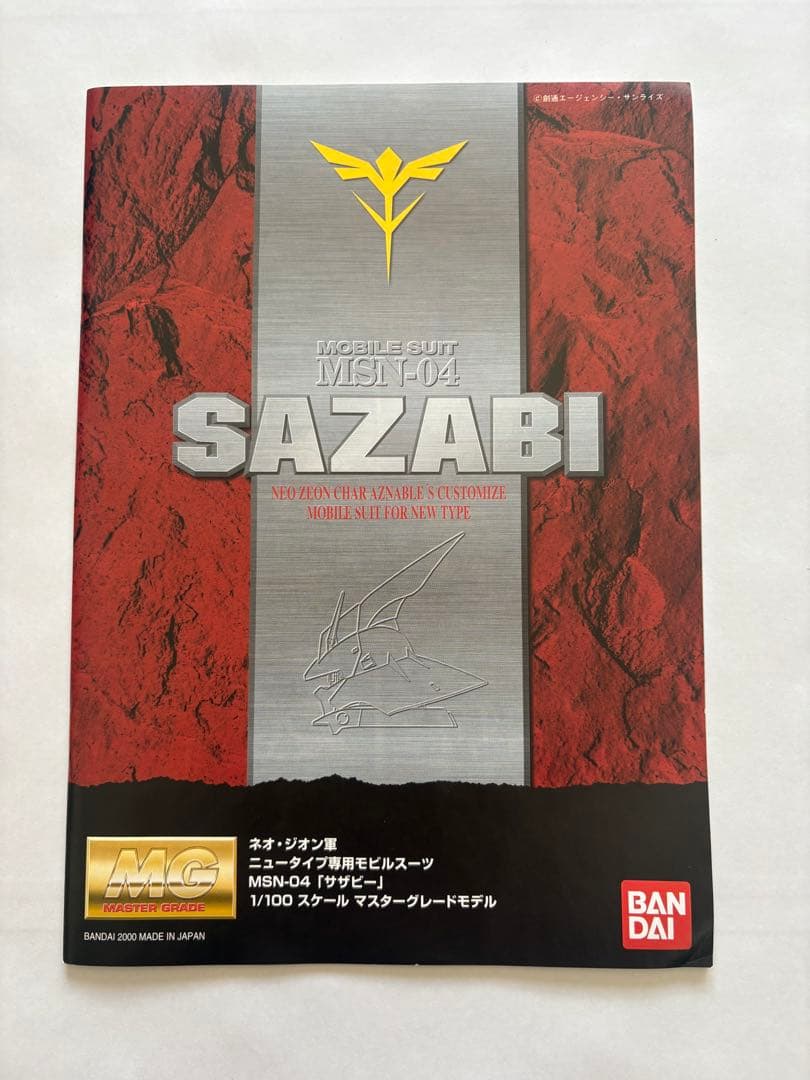 ©創通エージェンシー・サンライズ
MOBILE SUIT
MSN-04
SAZABI
NEO ZEON CHAR AZNABLE'S CUSTOMIZE
MOBILE SUIT FOR NEW TYPE
MG
MASTER GRADE
BANDAI 2000 MADE IN JAPAN
ネオ・ジオン軍
ニュータイプ専用モビルスーツ
MSN-04「サザビー」
1/100 スケール マスターグレードモデル
BAN
DAI